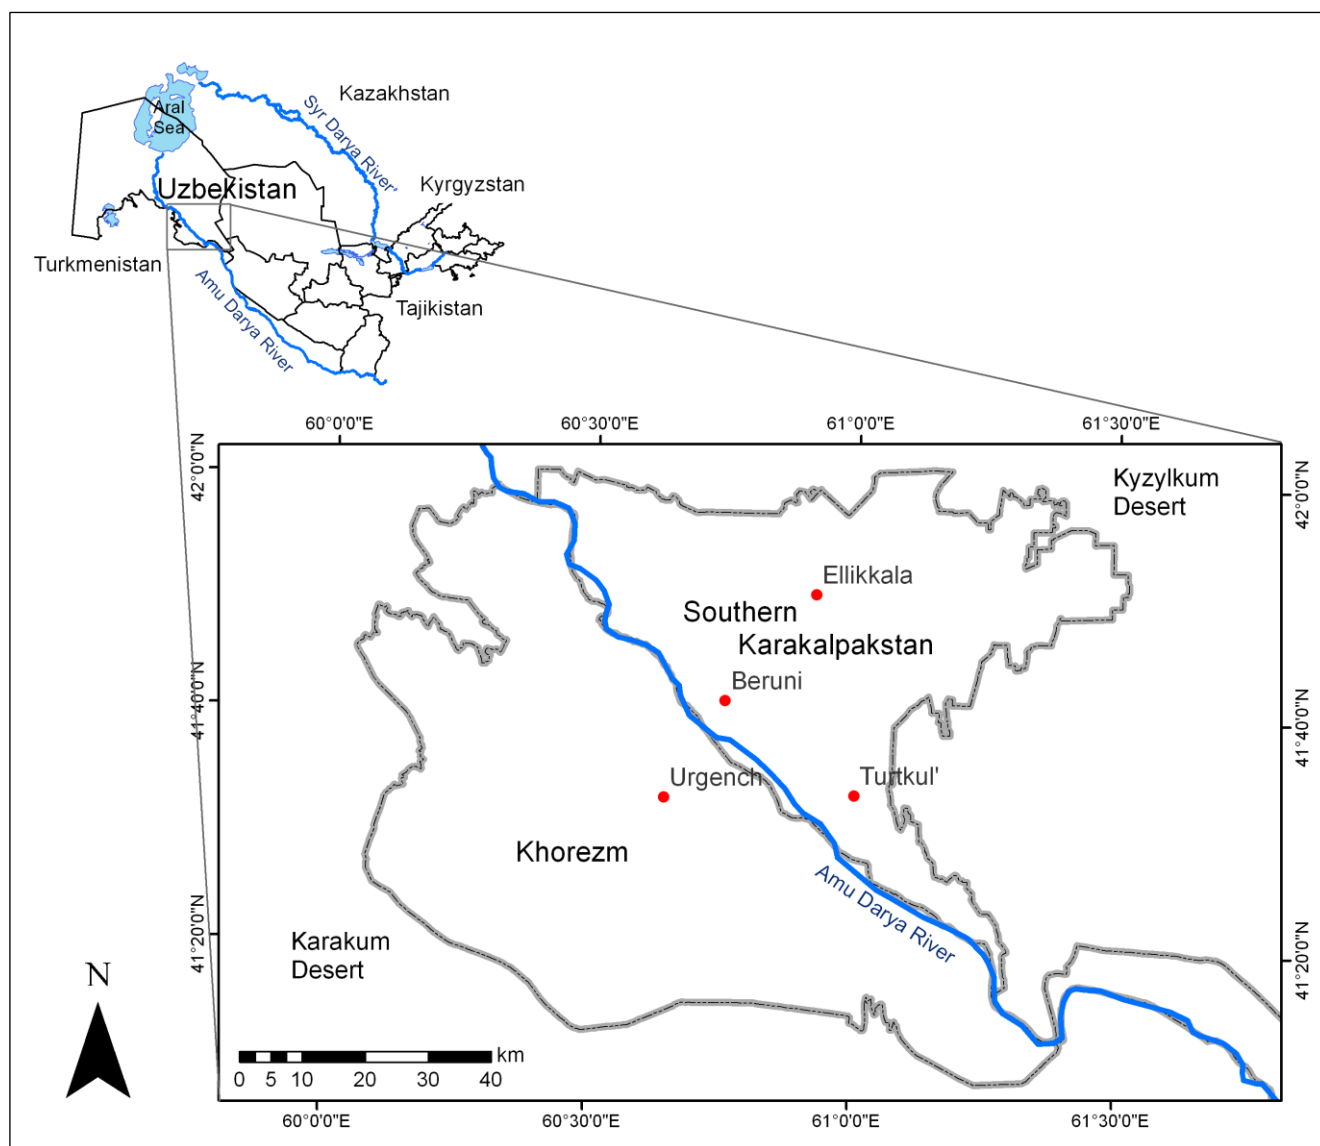 Kazakhstan
Aral
Sea
Syr Darya River'
Kyrgyzstan
Uzbekistan
Turkmenistan
Amu Darya River
Tajikistan
60°0'0"E
60°30'0"E
61°0'0"E
61°30'0"E
42°0'0"N
42°0'0"N
Kyzylkum
Desert
Ellikkala
Southern
Karakalpakstan
Beruni
41°40'0"N
41°40'0"N
Urgench
Turtkul'
Khorezm
Amu Darya River
Karakum
Desert
41°20'0"N
41°20'0"N
N
km
0 5 10 20 30 40
60°0'0"E
60°30'0"E
61°0'0"E
61°30'0"E